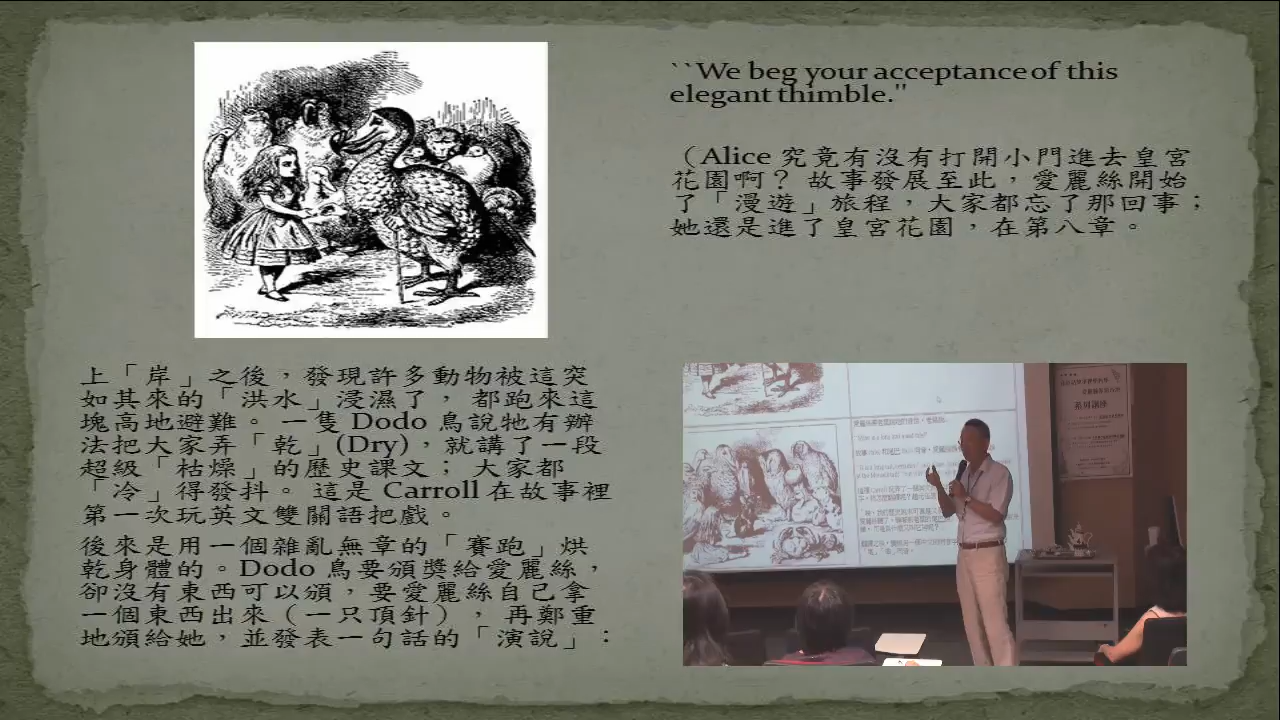 上「岸」之後，發現許多動物被這突
如其來的「洪水」浸濕了， 都跑來這
塊高地避難。 一隻 Dodo 鳥說牠有辦
法把大家弄「乾」(Dry)，就講了一段
超級「枯燥」的歷史課文； 大家都
「冷」得發抖。 這是 Carroll 在故事裡
第一次玩英文雙關語把戲。
後來是用一個雜亂無章的「賽跑」烘
乾身體的。Dodo 鳥要頒獎給愛麗絲，
卻沒有東西可以頒，要愛麗絲自己拿
一個東西出來（一只頂針）， 再鄭重
地頒給她，並發表一句話的「演說」：
``We beg your acceptance of this
elegant thimble.''
（Alice 究竟有沒有打開小門進去皇宮
花園啊？ 故事發展至此，愛麗絲開始
了「漫遊」旅程，大家都忘了那回事；
她還是進了皇宮花園，在第八章。
系列講座